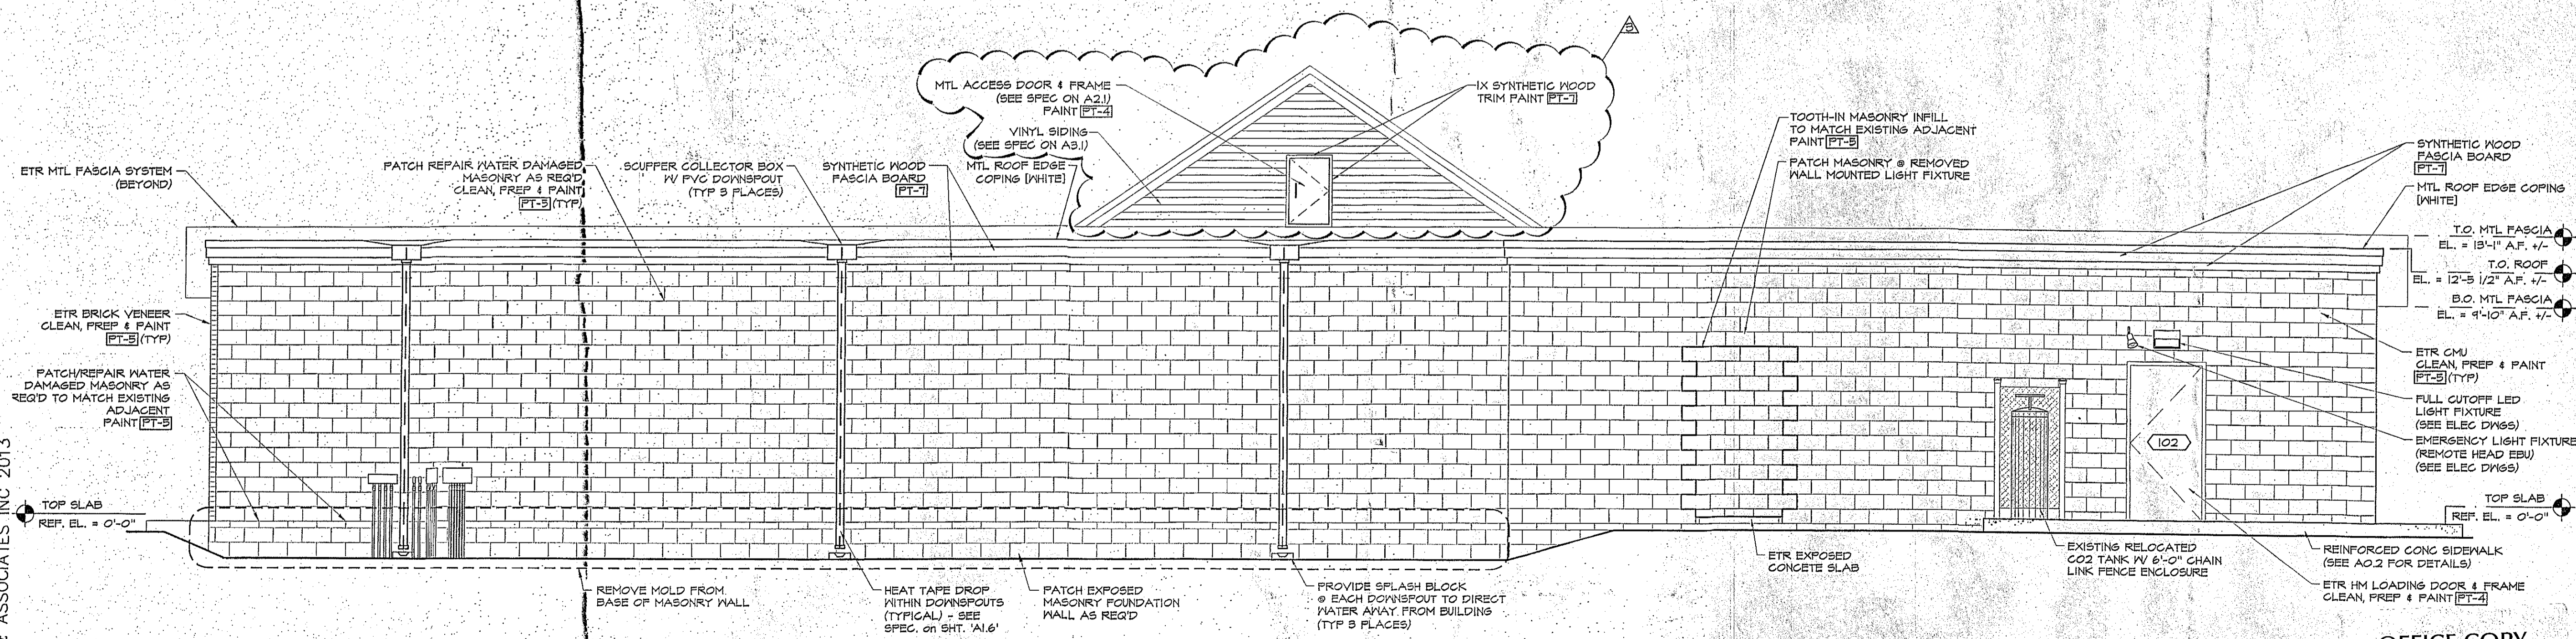 3
MTL ACCESS DOOR & FRAME
(SEE SPEC ON A2.1)
PAINT PT-4
VINYL SIDING
(SEE SPEC ON A3.1)
1X SYNTHETIC WOOD
TRIM PAINT PT-7
TOOTH-IN MASONRY INFILL
TO MATCH EXISTING ADJACENT
PAINT PT-5
PATCH MASONRY @ REMOVED
WALL MOUNTED LIGHT FIXTURE
SYNTHETIC WOOD
FASCIA BOARD
PT-7
MTL ROOF EDGE COPING
[WHITE]
ETR MTL FASCIA SYSTEM
(BEYOND)
PATCH REPAIR WATER DAMAGED
MASONRY AS REQ'D
CLEAN, PREP & PAINT
PT-5 (TYP)
SCUPPER COLLECTOR BOX
W/ PVC DOWNSPOUT
(TYP 3 PLACES)
SYNTHETIC WOOD
FASCIA BOARD
PT-7
MTL ROOF EDGE
COPING [WHITE]
T.O. MTL FASCIA
EL. = 13'-1" A.F. +/-
T.O. ROOF
EL. = 12'-5 1/2" A.F. +/-
B.O. MTL FASCIA
EL. = 9'-10" A.F. +/-
ETR BRICK VENEER
CLEAN, PREP & PAINT
PT-5 (TYP)
PATCH/REPAIR WATER
DAMAGED MASONRY AS
REQ'D TO MATCH EXISTING
ADJACENT
PAINT PT-5
ETR CMU
CLEAN, PREP & PAINT
PT-5 (TYP)
FULL CUTOFF LED
LIGHT FIXTURE
(SEE ELEC DWGS)
EMERGENCY LIGHT FIXTURE
(REMOTE HEAD EBU)
(SEE ELEC DWGS)
102
TOP SLAB
REF. EL. = 0'-0"
TOP SLAB
REF. EL. = 0'-0"
REMOVE MOLD FROM
BASE OF MASONRY WALL
HEAT TAPE DROP
WITHIN DOWNSPOUTS
(TYPICAL) - SEE
SPEC. on SHT. 'A1.6'
PATCH EXPOSED
MASONRY FOUNDATION
WALL AS REQ'D
PROVIDE SPLASH BLOCK
@ EACH DOWNSPOUT TO DIRECT
WATER AWAY FROM BUILDING
(TYP 3 PLACES)
ETR EXPOSED
CONCRETE SLAB
EXISTING RELOCATED
CO2 TANK W/ 6'-0" CHAIN
LINK FENCE ENCLOSURE
REINFORCED CONC SIDEWALK
(SEE A0.2 FOR DETAILS)
ETR HM LOADING DOOR & FRAME
CLEAN, PREP & PAINT PT-4
ASSOCIATES INC 2013
OFFICE COPY